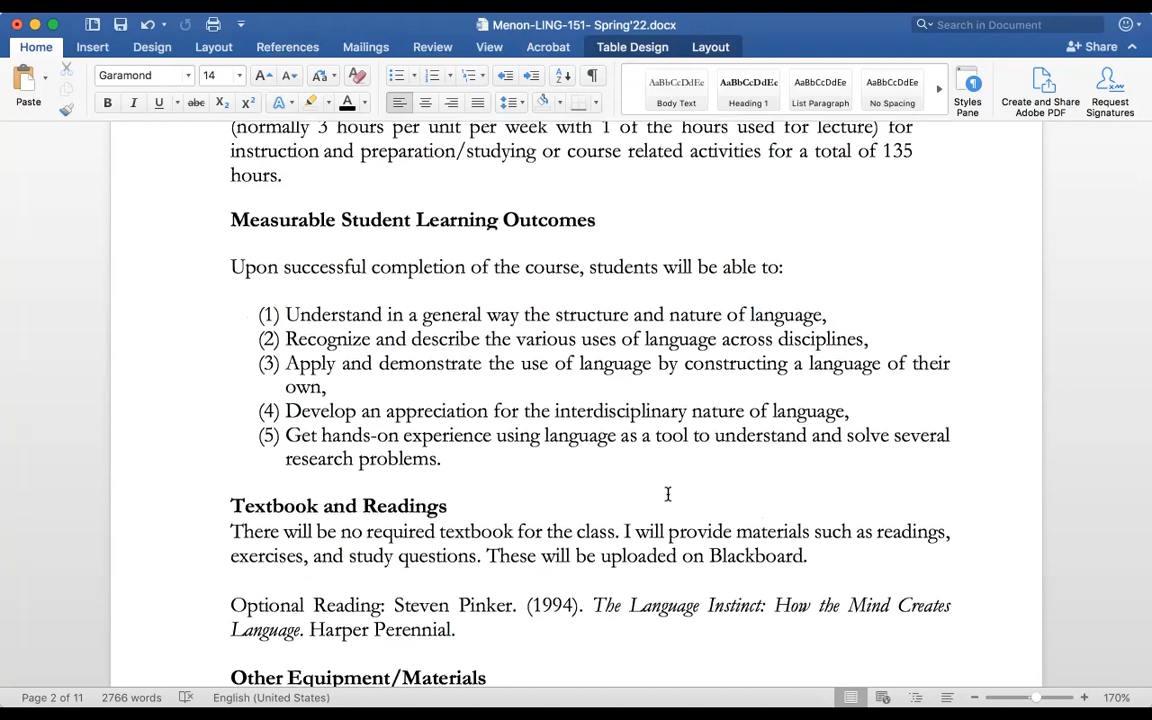 Menon-LING-151- Spring'22.docx
Search in Document
Home Insert Design Layout References Mailings Review View Acrobat Table Design Layout
Share
Paste
Garamond 14
Aa
B I U abc X2 X2 A A
AaBbCcDdEe AaBbCcDdEe AaBbCcDdEe AaBbCcDdEe
Body Text Heading 1 List Paragraph No Spacing
Styles Pane
Create and Share Adobe PDF
Request Signatures
(normally 3 hours per unit per week with 1 of the hours used for lecture) for
instruction and preparation/studying or course related activities for a total of 135
hours.
Measurable Student Learning Outcomes
Upon successful completion of the course, students will be able to:
(1) Understand in a general way the structure and nature of language,
(2) Recognize and describe the various uses of language across disciplines,
(3) Apply and demonstrate the use of language by constructing a language of their
own,
(4) Develop an appreciation for the interdisciplinary nature of language,
(5) Get hands-on experience using language as a tool to understand and solve several
research problems.
Textbook and Readings
There will be no required textbook for the class. I will provide materials such as readings,
exercises, and study questions. These will be uploaded on Blackboard.
Optional Reading: Steven Pinker. (1994). The Language Instinct: How the Mind Creates
Language. Harper Perennial.
Other Equipment/Materials
Page 2 of 11 2766 words English (United States) 170%